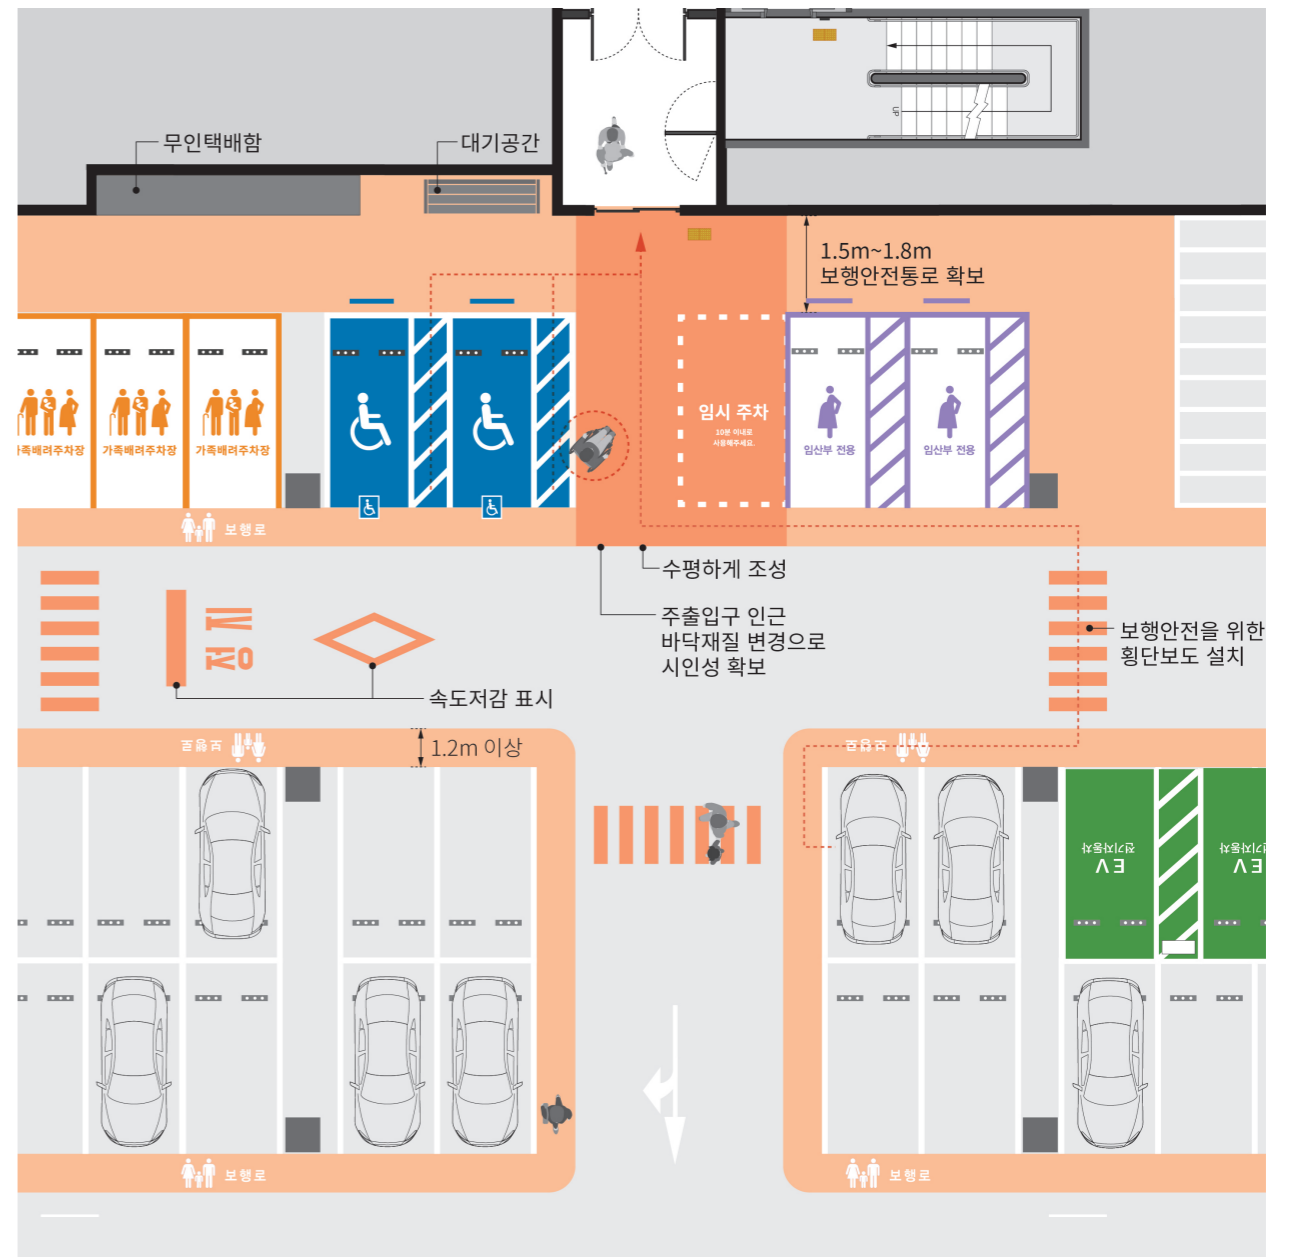 UP
무인택배함
대기공간
1.5m~1.8m
보행안전통로 확보
임시 주차
10분 이내로
사용해주세요.
가족배려주차장
가족배려주차장
가족배려주차장
임산부 전용
임산부 전용
보행로
수평하게 조성
주출입구 인근
바닥재질 변경으로
시인성 확보
보행안전을 위한
횡단보도 설치
서행
속도저감 표시
보행로
1.2m 이상
보행로
전기자동차
EV
전기자동차
EV
보행로
보행로